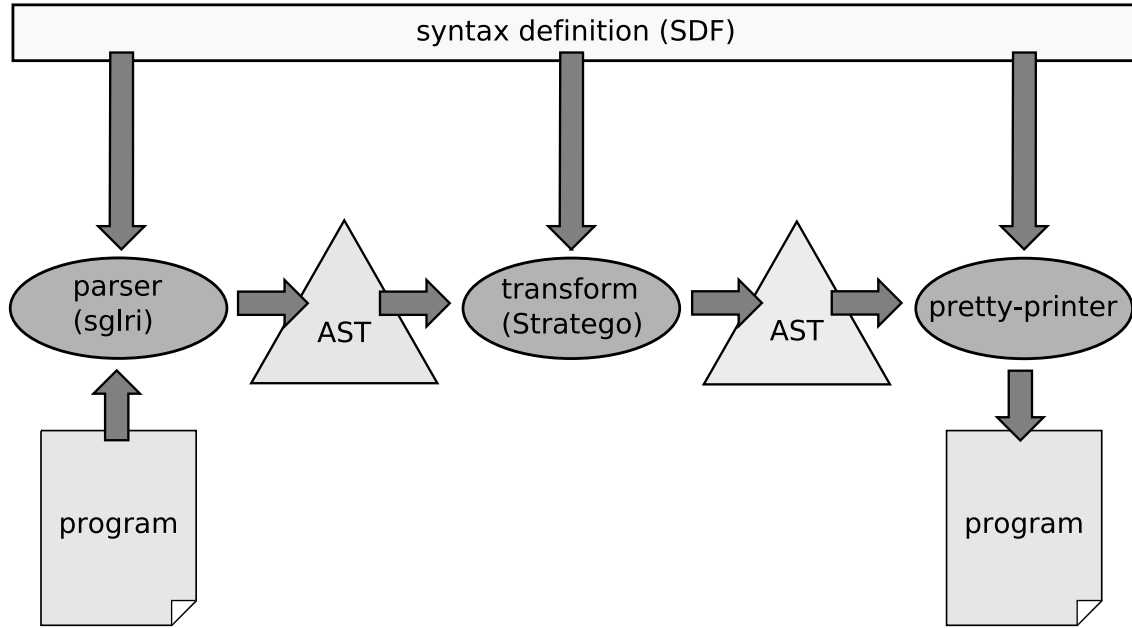 syntax definition (SDF)
parser
(sglri)
AST
transform
(Stratego)
AST
pretty-printer
program
program